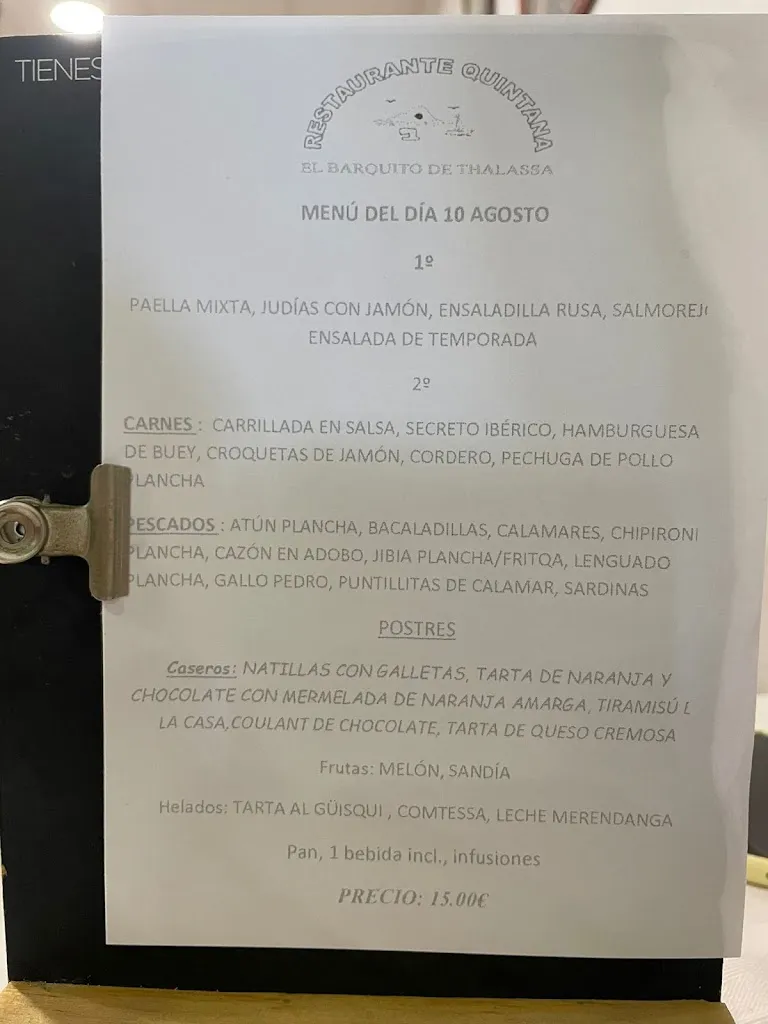 TIENES
RESTAURANTE QUINTANA
EL BARQUITO DE THALASSA
MENÚ DEL DÍA 10 AGOSTO
1º
PAELLA MIXTA, JUDÍAS CON JAMÓN, ENSALADILLA RUSA, SALMOREJ
ENSALADA DE TEMPORADA
2º
CARNES : CARRILLADA EN SALSA, SECRETO IBÉRICO, HAMBURGUESA
DE BUEY, CROQUETAS DE JAMÓN, CORDERO, PECHUGA DE POLLO
PLANCHA
PESCADOS : ATÚN PLANCHA, BACALADILLAS, CALAMARES, CHIPIRONI
PLANCHA, CAZÓN EN ADOBO, JIBIA PLANCHA/FRITQA, LENGUADO
PLANCHA, GALLO PEDRO, PUNTILLITAS DE CALAMAR, SARDINAS
POSTRES
Caseros: NATILLAS CON GALLETAS, TARTA DE NARANJA Y
CHOCOLATE CON MERMELADA DE NARANJA AMARGA, TIRAMISÚ
LA CASA,COULANT DE CHOCOLATE, TARTA DE QUESO CREMOSA
Frutas: MELÓN, SANDÍA
Helados: TARTA AL GÜISQUI , COMTESSA, LECHE MERENDANGA
Pan, 1 bebida incl., infusiones
PRECIO: 15.00€